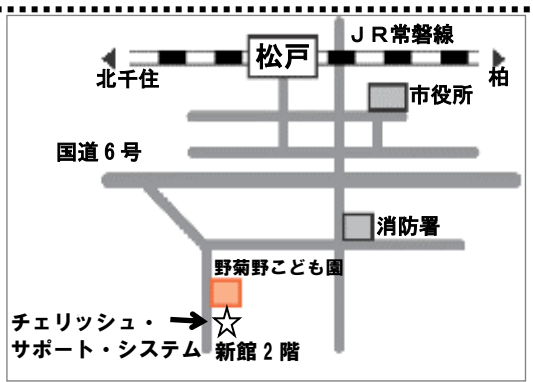 ＪＲ常磐線
松戸
北千住
柏
市役所
国道６号
消防署
野菊野こども園
チェリッシュ・
サポート・システム
新館２階